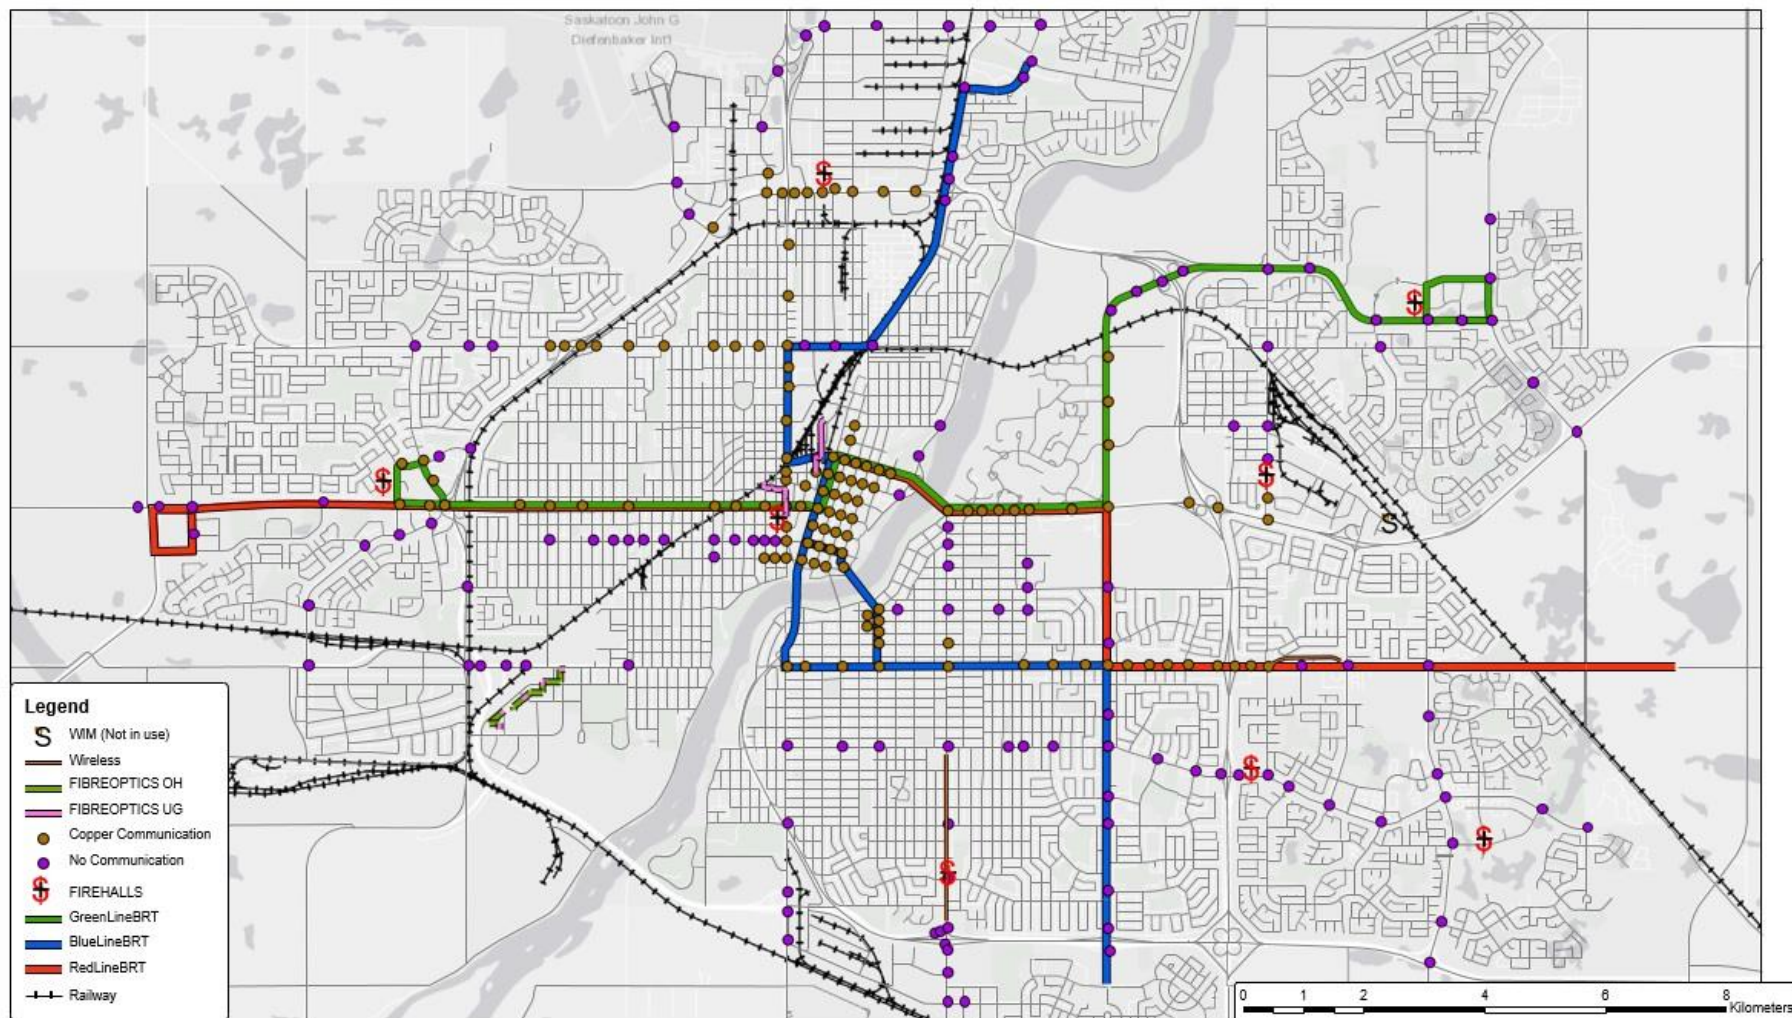 Saskatoon John G
Diefenbaker Int'l
Legend
WIM (Not in use)
Wireless
FIBREOPTICS OH
FIBREOPTICS UG
Copper Communication
No Communication
FIREHALLS
GreenLineBRT
BlueLineBRT
RedLineBRT
Railway
0 1 2 4 6 8
Kilometers